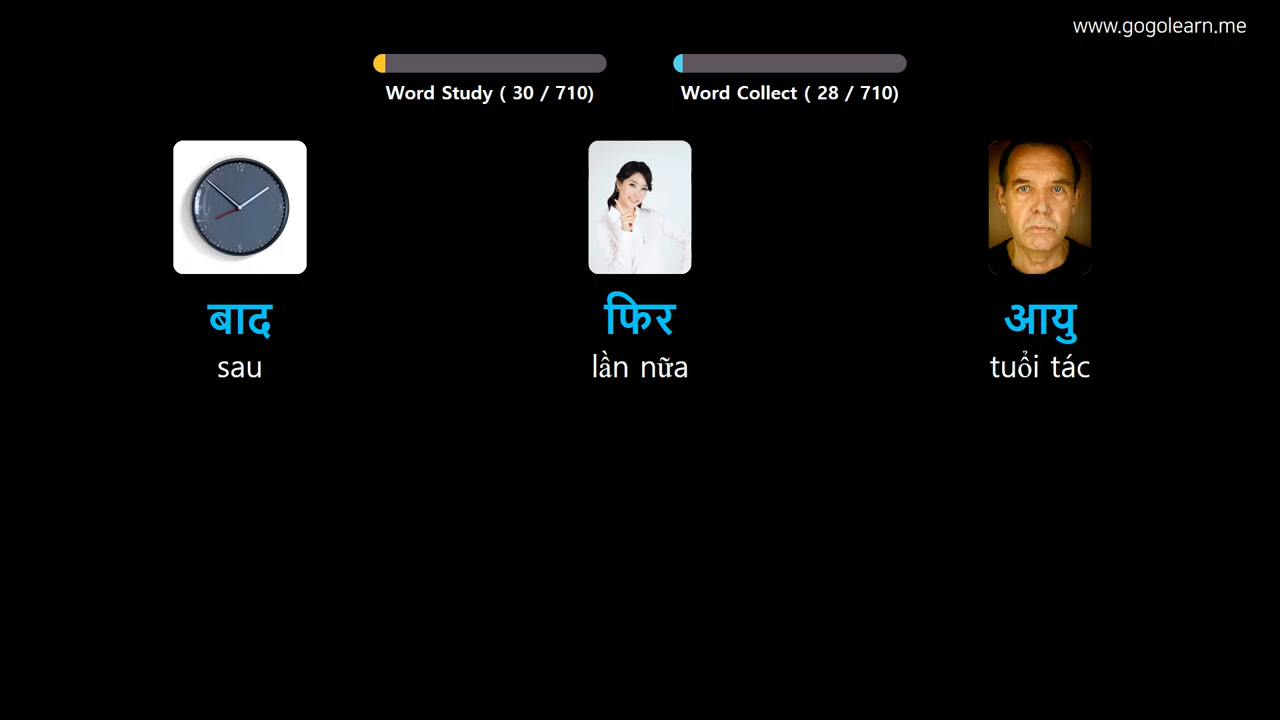 www.gogolearn.me
Word Study ( 30 / 710)
Word Collect ( 28 / 710)
बाद
फिर
आयु
sau
lần nữa
tuổi tác